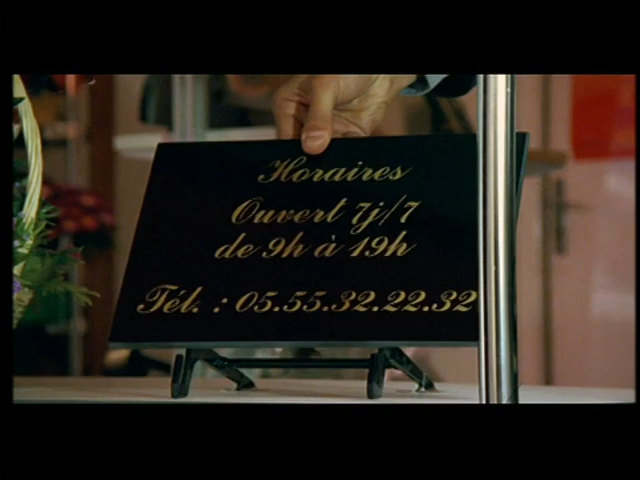 Horaires
Ouvert 7j/7
de 9h à 19h
Tél. : 05.55.32.22.32